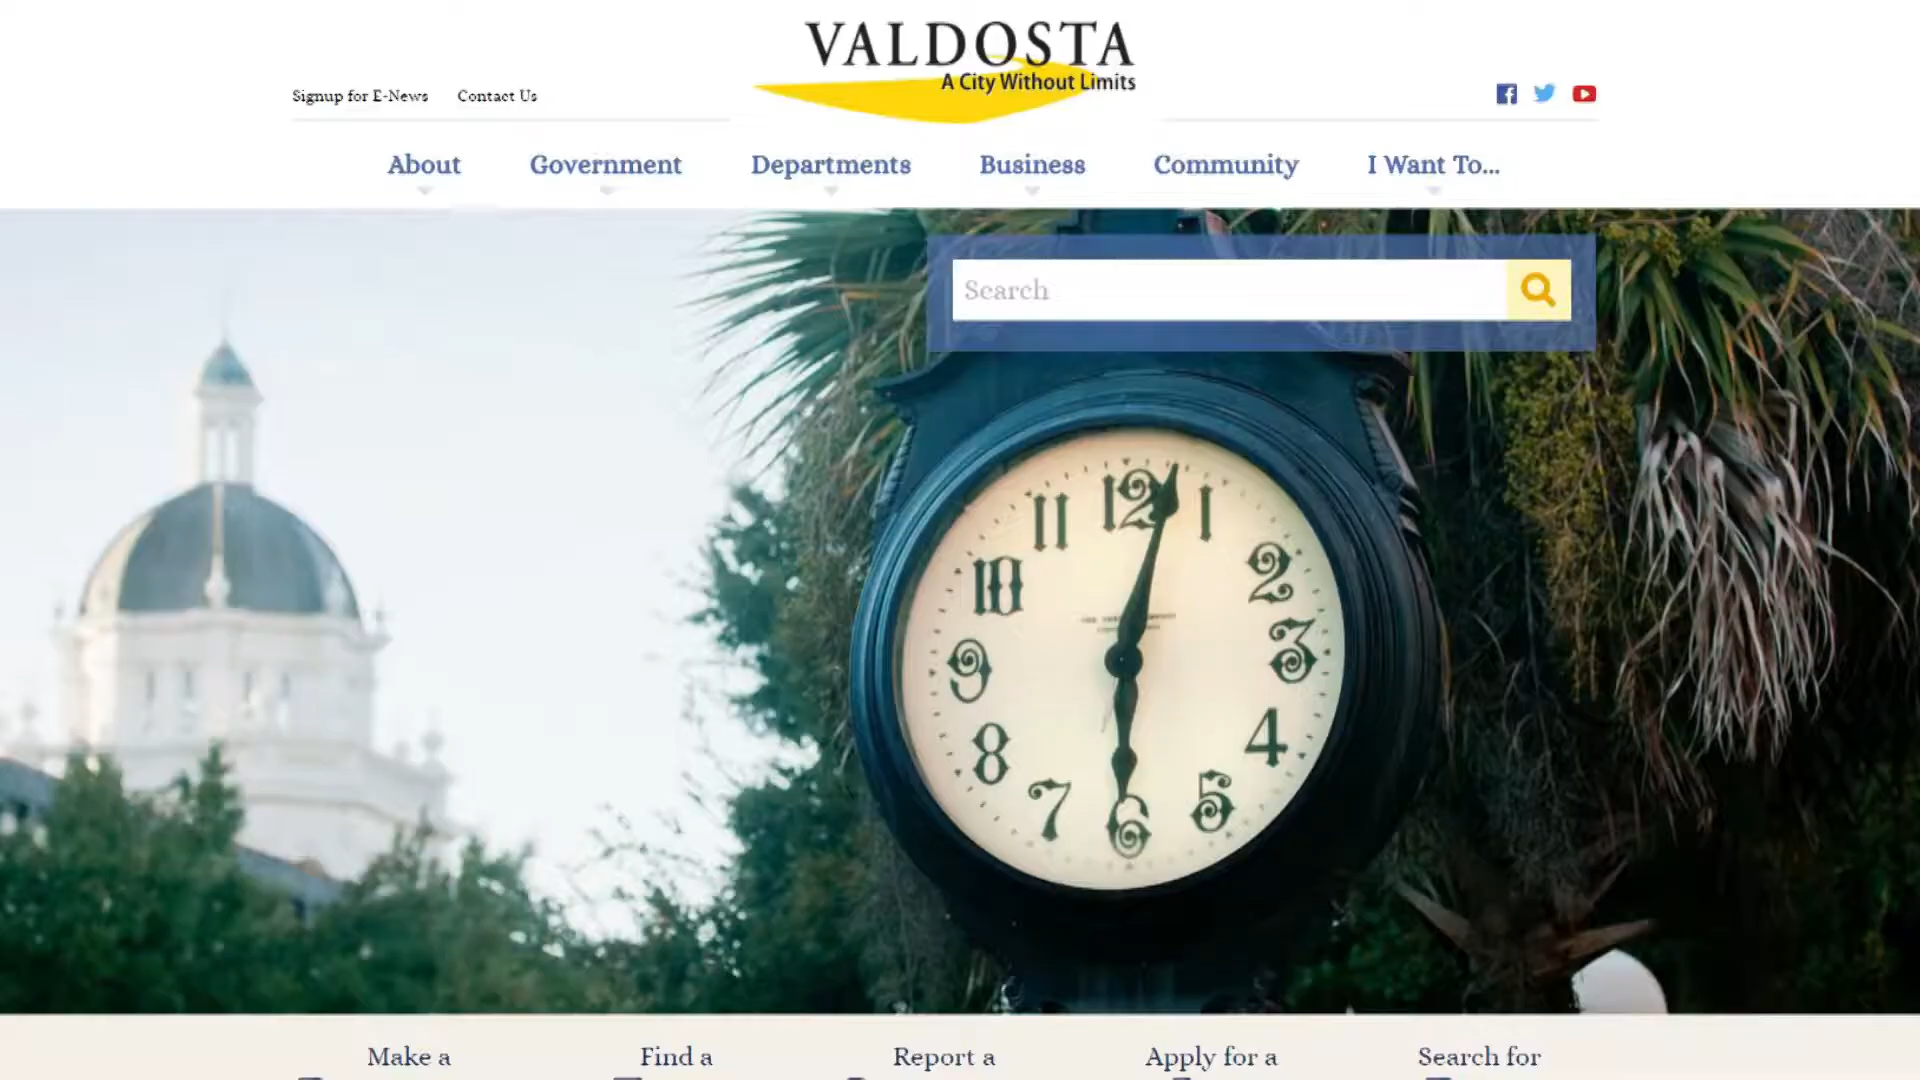 VALDOSTA
A City Without Limits
Signup for E-News
Contact Us
About
Government
Departments
Business
Community
I Want To...
Search
12
1
2
3
4
5
6
7
8
9
10
11
Make a
Find a
Report a
Apply for a
Search for